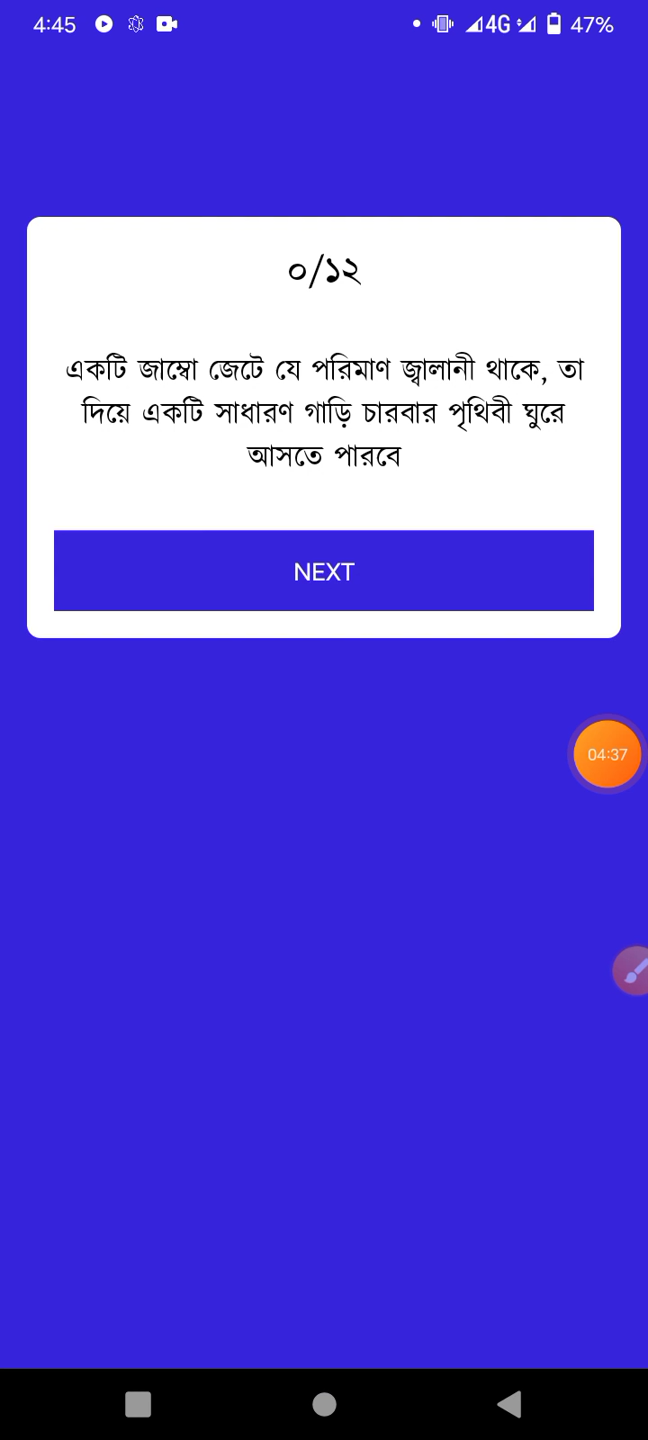 4:45 4G 47%
০/১২
একটি জাম্বো জেটে যে পরিমাণ জ্বালানী থাকে, তা
দিয়ে একটি সাধারণ গাড়ি চারবার পৃথিবী ঘুরে
আসতে পারবে
NEXT
04:37